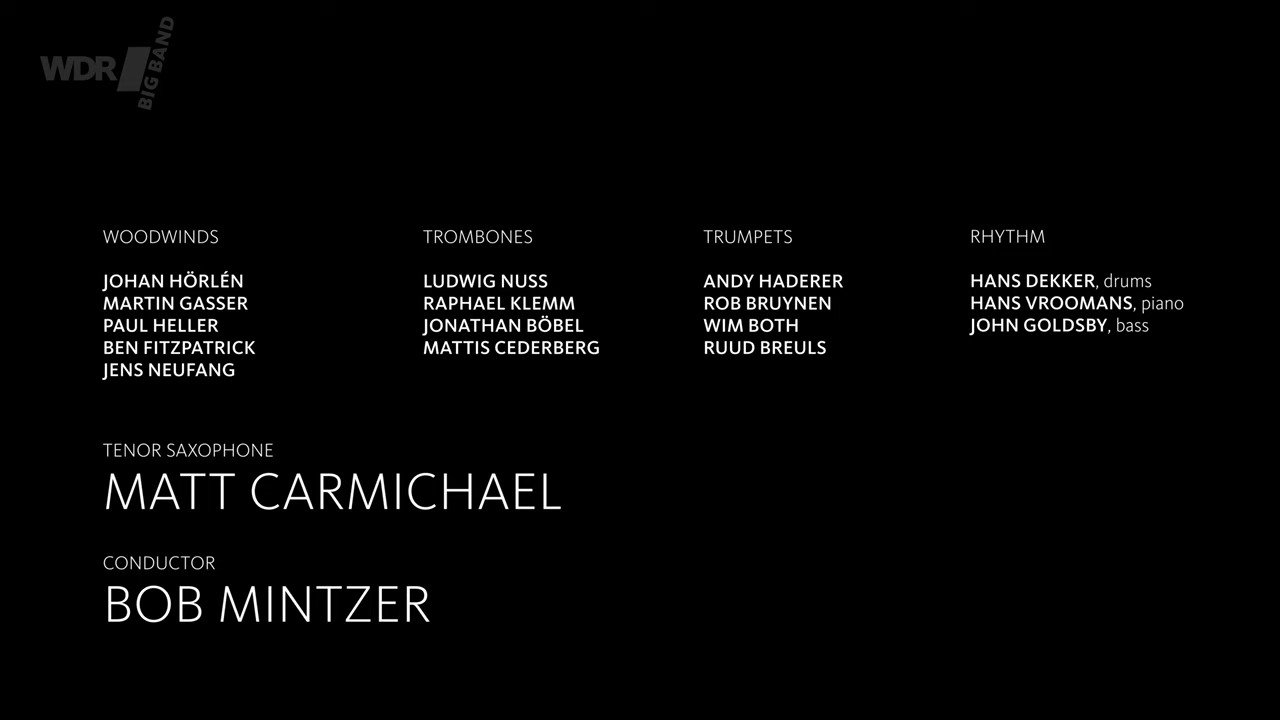 WDR BIG BAND
WOODWINDS
JOHAN HÖRLÉN
MARTIN GASSER
PAUL HELLER
BEN FITZPATRICK
JENS NEUFANG
TROMBONES
LUDWIG NUSS
RAPHAEL KLEMM
JONATHAN BÖBEL
MATTIS CEDERBERG
TRUMPETS
ANDY HADERER
ROB BRUYNEN
WIM BOTH
RUUD BREULS
RHYTHM
HANS DEKKER, drums
HANS VROOMANS, piano
JOHN GOLDSBY, bass
TENOR SAXOPHONE
MATT CARMICHAEL
CONDUCTOR
BOB MINTZER